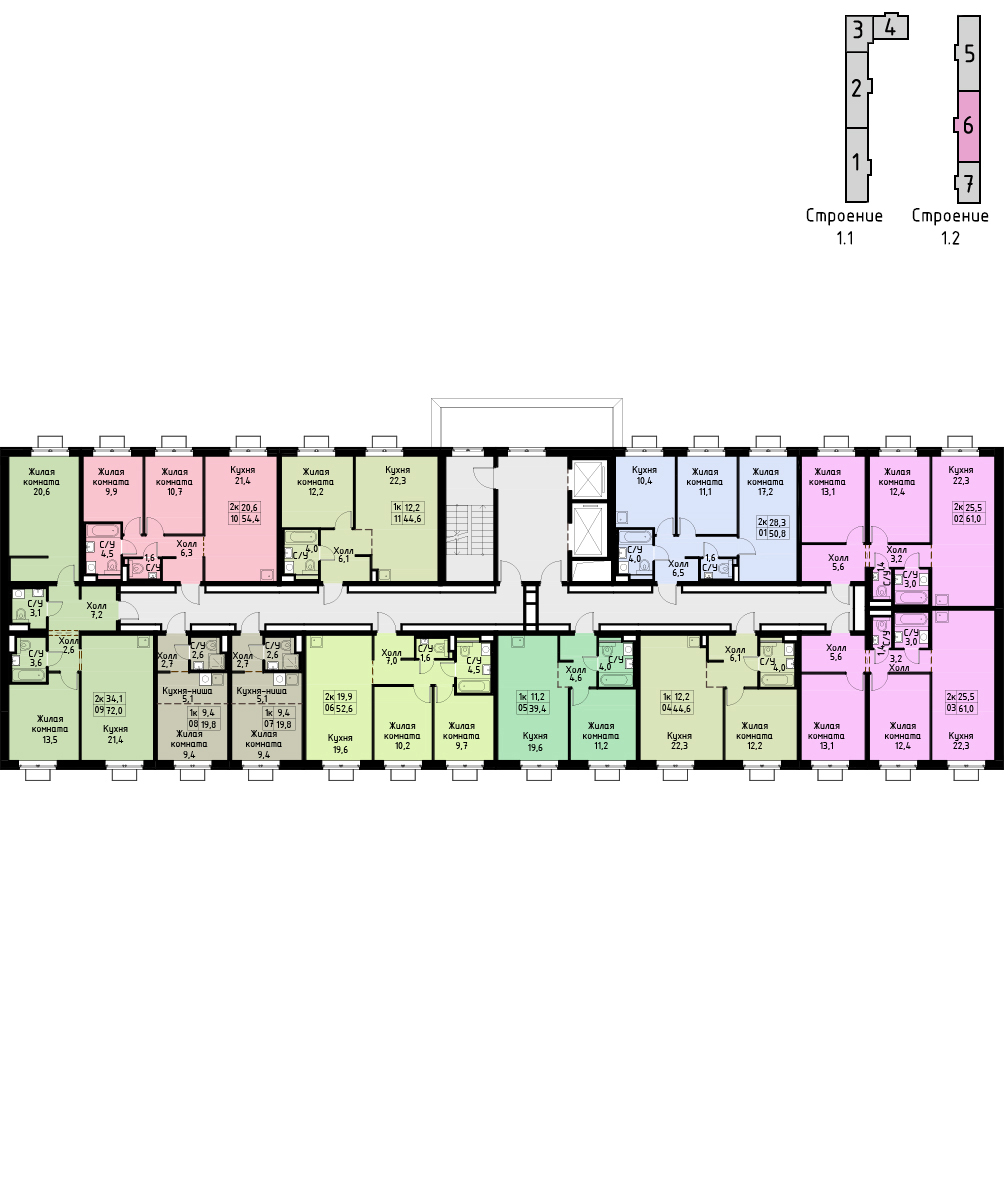 3
4
2
1
5
6
7
Строение
1.1
Строение
1.2
Жилая
комната
20,6
Жилая
комната
9,9
Жилая
комната
10,7
Кухня
21,4
2к 20,6
10 54,4
С/У
4,5
1,6
С/У
Холл
6,3
Жилая
комната
12,2
Кухня
22,3
1к 12,2
11 44,6
С/У
4,0
Холл
6,1
Кухня
10,4
Жилая
комната
11,1
Жилая
комната
17,2
2к 28,3
01 50,8
С/У
4,0
Холл
6,5
1,6
С/У
Жилая
комната
13,1
Жилая
комната
12,4
Кухня
22,3
2к 25,5
02 61,0
Холл
5,6
Холл
3,2
1,4
С/У
С/У
3,0
С/У
3,1
Холл
7,2
Холл
2,6
С/У
3,6
2к 34,1
09 72,0
Жилая
комната
13,5
Кухня
21,4
Холл
2,7
С/У
2,6
Кухня-ниша
5,1
1к 9,4
08 19,8
Жилая
комната
9,4
Холл
2,7
С/У
2,6
Кухня-ниша
5,1
1к 9,4
07 19,8
Жилая
комната
9,4
2к 19,9
06 52,6
Кухня
19,6
Холл
7,0
С/У
1,6
С/У
4,5
Жилая
комната
10,2
Жилая
комната
9,7
1к 11,2
05 39,4
Кухня
19,6
Холл
4,6
С/У
4,0
Жилая
комната
11,2
1к 12,2
04 44,6
Кухня
22,3
Холл
6,1
С/У
4,0
Жилая
комната
12,2
Холл
5,6
1,4
С/У
С/У
3,0
3,2
Холл
Жилая
комната
13,1
Жилая
комната
12,4
2к 25,5
03 61,0
Кухня
22,3